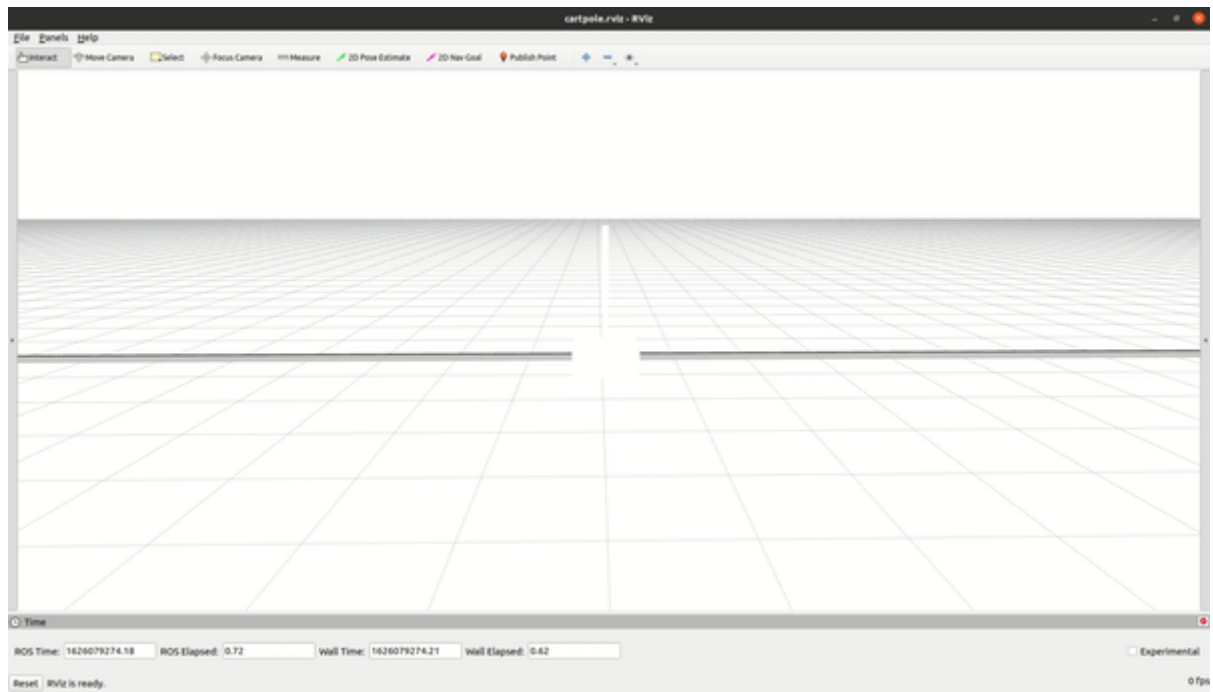 cartpole.rviz - RViz
File Panels Help
Interact Move Camera Select Focus Camera Measure 2D Pose Estimate 2D Nav Goal Publish Point
Time
ROS Time: 1626079274.18 ROS Elapsed: 0.72 Wall Time: 1626079274.21 Wall Elapsed: 0.62 Experimental
Reset RViz is ready. 0 fps